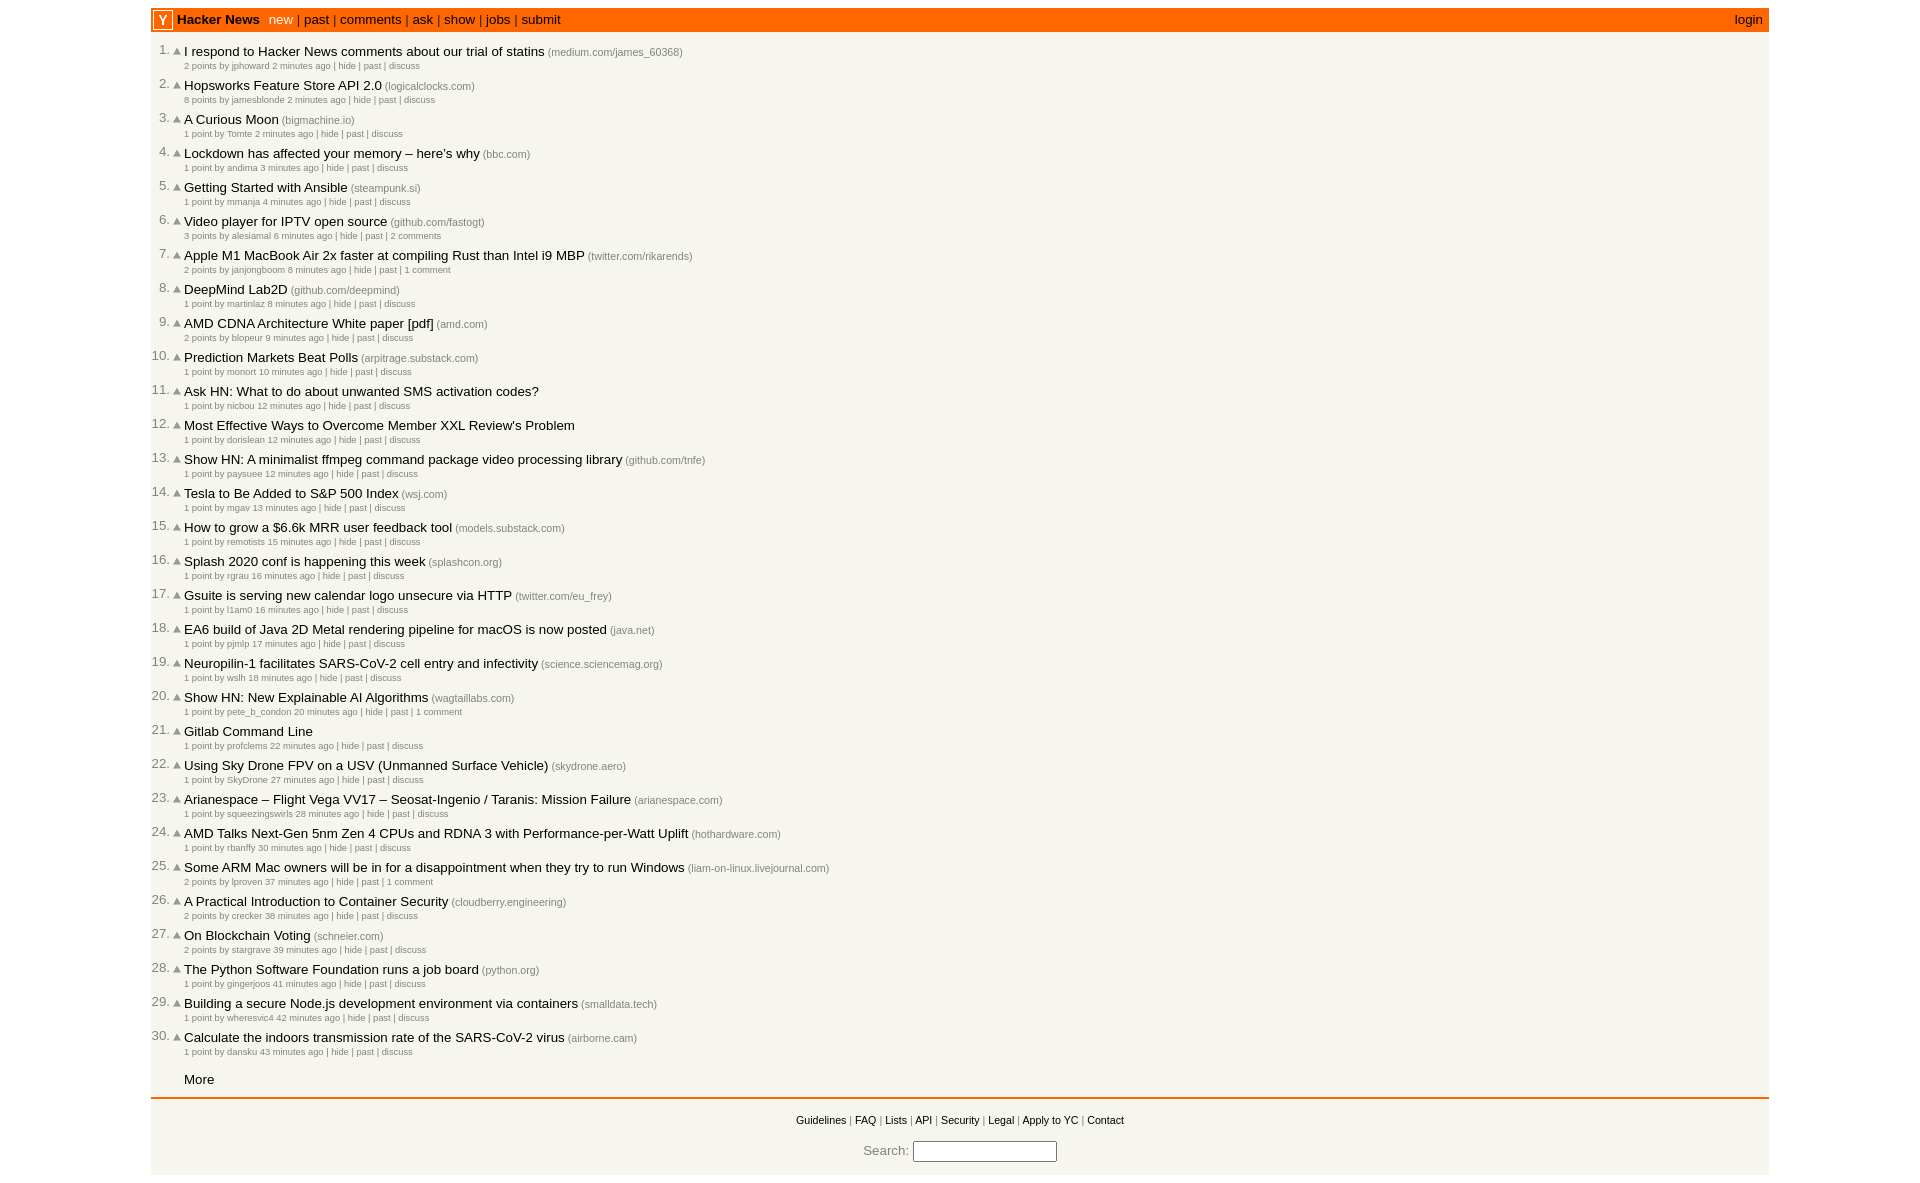 Y Hacker News new | past | comments | ask | show | jobs | submit login
1. I respond to Hacker News comments about our trial of statins (medium.com/james_60368)
2 points by jphoward 2 minutes ago | hide | past | discuss
2. Hopsworks Feature Store API 2.0 (logicalclocks.com)
8 points by jamesblonde 2 minutes ago | hide | past | discuss
3. A Curious Moon (bigmachine.io)
1 point by Tomte 2 minutes ago | hide | past | discuss
4. Lockdown has affected your memory – here's why (bbc.com)
1 point by andima 3 minutes ago | hide | past | discuss
5. Getting Started with Ansible (steampunk.si)
1 point by mmanja 4 minutes ago | hide | past | discuss
6. Video player for IPTV open source (github.com/fastogt)
3 points by alesiamal 6 minutes ago | hide | past | 2 comments
7. Apple M1 MacBook Air 2x faster at compiling Rust than Intel i9 MBP (twitter.com/rikarends)
2 points by janjongboom 8 minutes ago | hide | past | 1 comment
8. DeepMind Lab2D (github.com/deepmind)
1 point by martinlaz 8 minutes ago | hide | past | discuss
9. AMD CDNA Architecture White paper [pdf] (amd.com)
2 points by blopeur 9 minutes ago | hide | past | discuss
10. Prediction Markets Beat Polls (arpitrage.substack.com)
1 point by monort 10 minutes ago | hide | past | discuss
11. Ask HN: What to do about unwanted SMS activation codes?
1 point by nicbou 12 minutes ago | hide | past | discuss
12. Most Effective Ways to Overcome Member XXL Review's Problem
1 point by dorislean 12 minutes ago | hide | past | discuss
13. Show HN: A minimalist ffmpeg command package video processing library (github.com/tnfe)
1 point by paysuee 12 minutes ago | hide | past | discuss
14. Tesla to Be Added to S&P 500 Index (wsj.com)
1 point by mgav 13 minutes ago | hide | past | discuss
15. How to grow a $6.6k MRR user feedback tool (models.substack.com)
1 point by remotists 15 minutes ago | hide | past | discuss
16. Splash 2020 conf is happening this week (splashcon.org)
1 point by rgrau 16 minutes ago | hide | past | discuss
17. Gsuite is serving new calendar logo unsecure via HTTP (twitter.com/eu_frey)
1 point by l1am0 16 minutes ago | hide | past | discuss
18. EA6 build of Java 2D Metal rendering pipeline for macOS is now posted (java.net)
1 point by pjmlp 17 minutes ago | hide | past | discuss
19. Neuropilin-1 facilitates SARS-CoV-2 cell entry and infectivity (science.sciencemag.org)
1 point by wslh 18 minutes ago | hide | past | discuss
20. Show HN: New Explainable AI Algorithms (wagtaillabs.com)
1 point by pete_b_condon 20 minutes ago | hide | past | 1 comment
21. Gitlab Command Line
1 point by profclems 22 minutes ago | hide | past | discuss
22. Using Sky Drone FPV on a USV (Unmanned Surface Vehicle) (skydrone.aero)
1 point by SkyDrone 27 minutes ago | hide | past | discuss
23. Arianespace – Flight Vega VV17 – Seosat-Ingenio / Taranis: Mission Failure (arianespace.com)
1 point by squeezingswirls 28 minutes ago | hide | past | discuss
24. AMD Talks Next-Gen 5nm Zen 4 CPUs and RDNA 3 with Performance-per-Watt Uplift (hothardware.com)
1 point by rbanffy 30 minutes ago | hide | past | discuss
25. Some ARM Mac owners will be in for a disappointment when they try to run Windows (liam-on-linux.livejournal.com)
2 points by lproven 37 minutes ago | hide | past | 1 comment
26. A Practical Introduction to Container Security (cloudberry.engineering)
2 points by crecker 38 minutes ago | hide | past | discuss
27. On Blockchain Voting (schneier.com)
2 points by stargrave 39 minutes ago | hide | past | discuss
28. The Python Software Foundation runs a job board (python.org)
1 point by gingerjoos 41 minutes ago | hide | past | discuss
29. Building a secure Node.js development environment via containers (smalldata.tech)
1 point by wheresvic4 42 minutes ago | hide | past | discuss
30. Calculate the indoors transmission rate of the SARS-CoV-2 virus (airborne.cam)
1 point by dansku 43 minutes ago | hide | past | discuss
More
Guidelines | FAQ | Lists | API | Security | Legal | Apply to YC | Contact
Search: